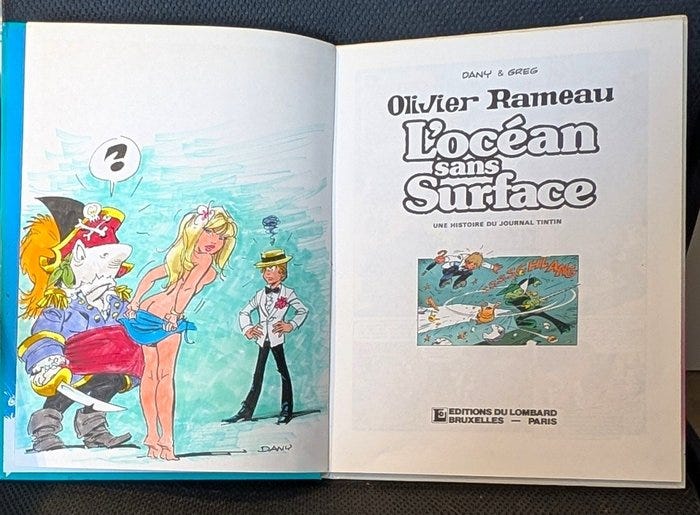 ?
DANY
DANY & GREG
Olivier Rameau
L'océan
sans
Surface
UNE HISTOIRE DU JOURNAL TINTIN
EDITIONS DU LOMBARD
BRUXELLES — PARIS